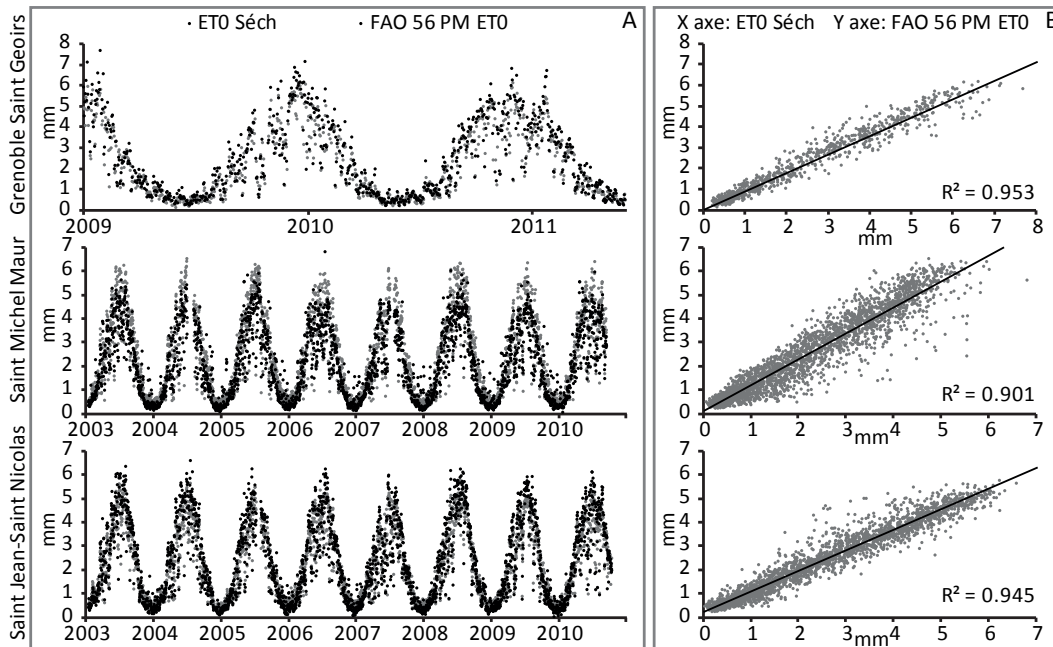 • ET0 Séch • FAO 56 PM ET0 A
X axe: ET0 Séch Y axe: FAO 56 PM ET0
Grenoble Saint Geoirs
mm
8
7
6
5
4
3
2
1
0
2009 2010 2011
8
7
6
5
4
3
2
1
0
R² = 0.953
0 1 2 3 4 5 6 7 8
mm
Saint Michel Maur
mm
7
6
5
4
3
2
1
0
2003 2004 2005 2006 2007 2008 2009 2010
7
6
5
4
3
2
1
0
R² = 0.901
0 1 2 3 4 5 6 7
mm
Saint Jean-Saint Nicolas
mm
7
6
5
4
3
2
1
0
2003 2004 2005 2006 2007 2008 2009 2010
7
6
5
4
3
2
1
0
R² = 0.945
0 1 2 3 4 5 6 7
mm